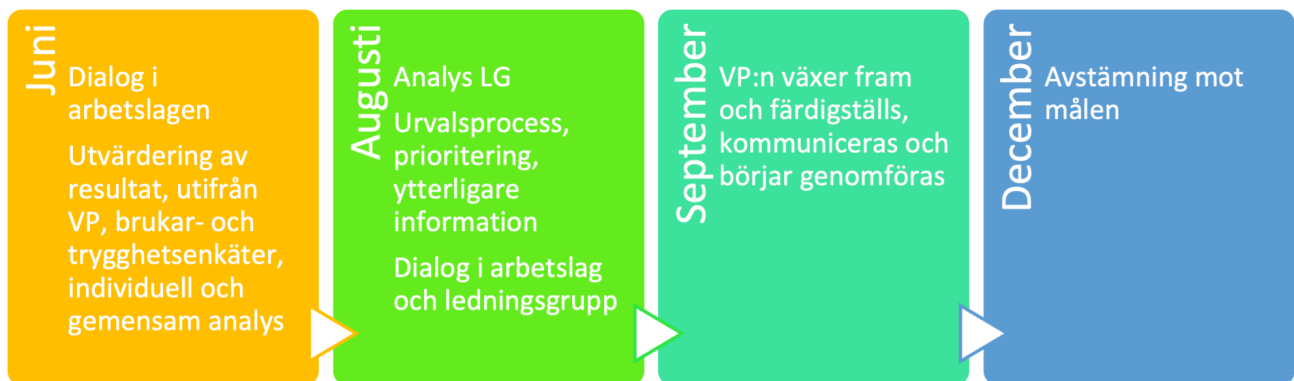 Juni
Dialog i
arbetslagen
Utvärdering av
resultat, utifrån
VP, brukar- och
trygghetsenkäter,
individuell och
gemensam analys
Augusti
Analys LG
Urvalsprocess,
prioritering,
ytterligare
information
Dialog i arbetslag
och ledningsgrupp
September
VP:n växer fram
och färdigställs,
kommuniceras och
börjar genomföras
December
Avstämning mot
målen